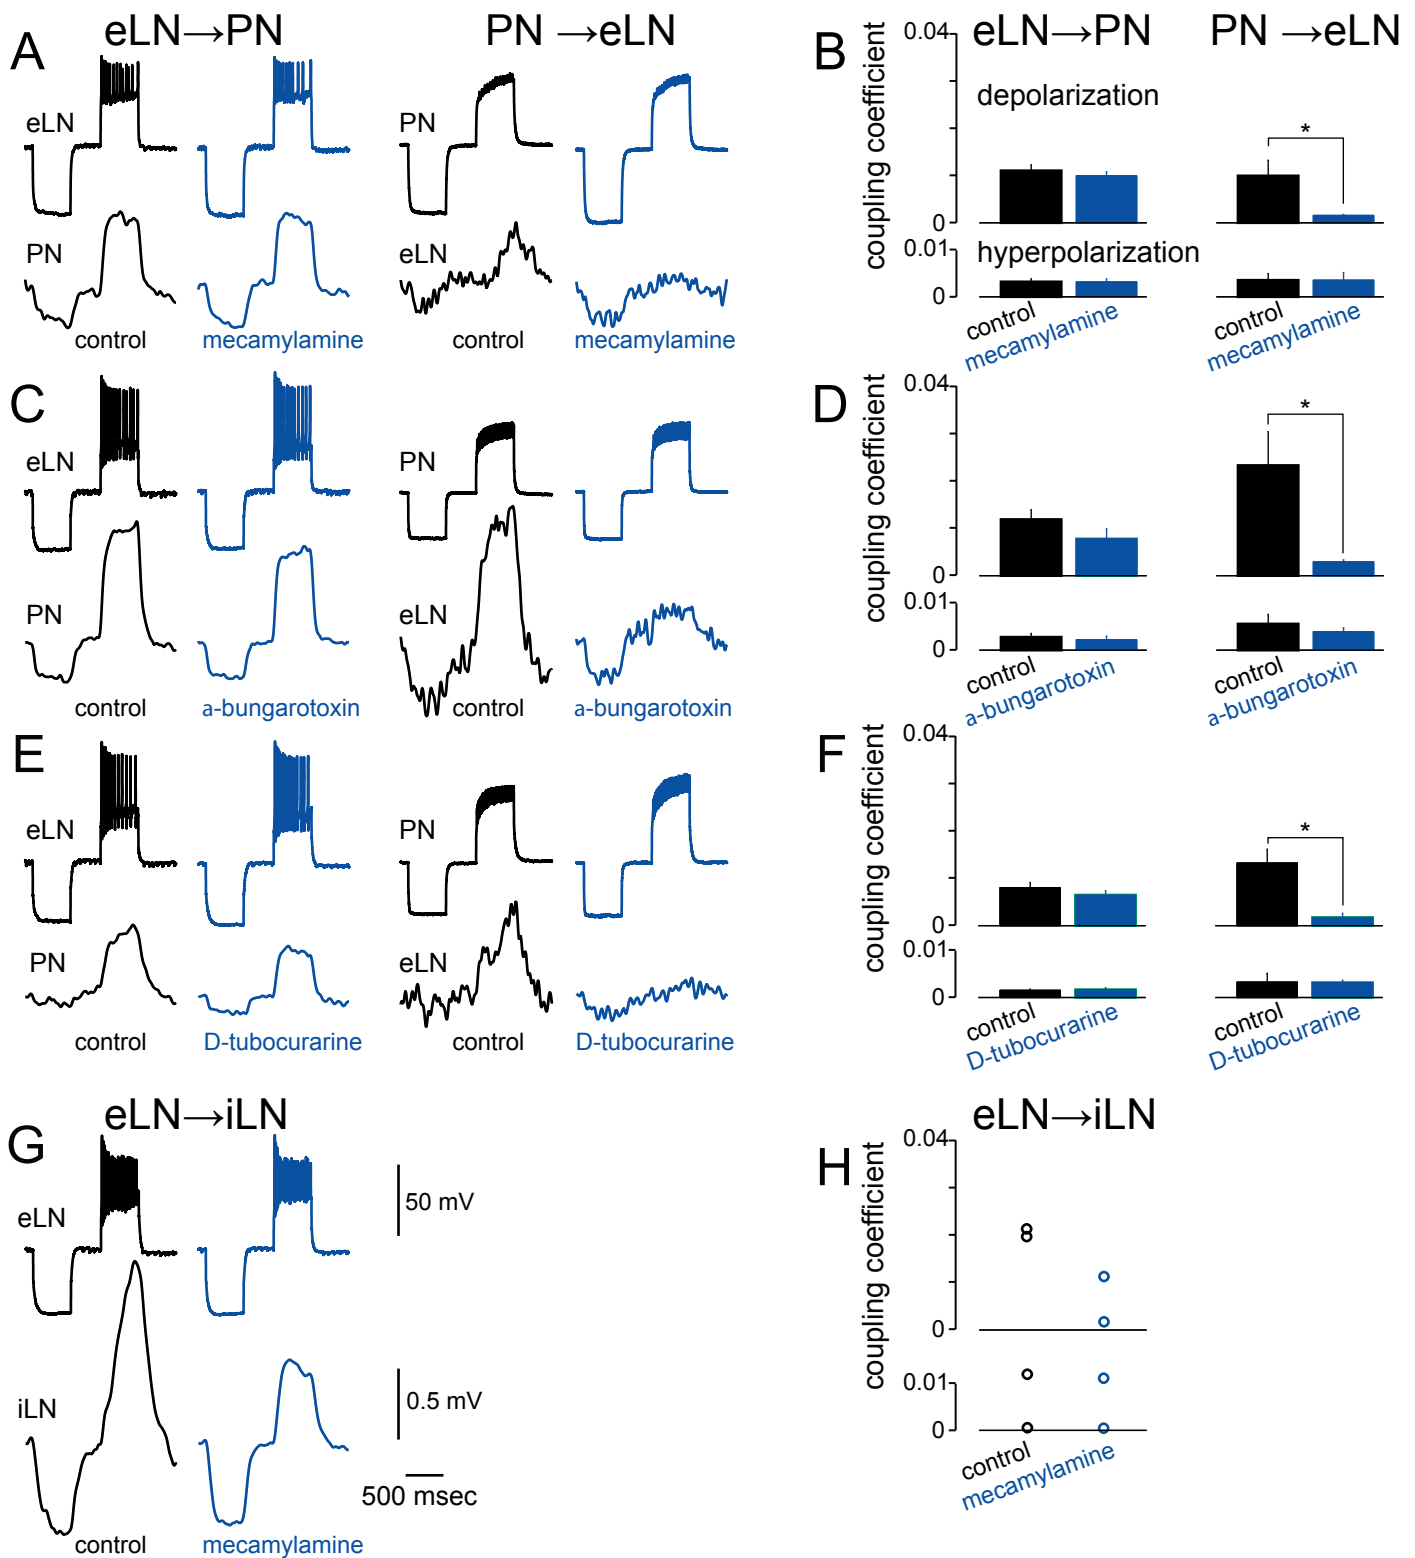 A
eLN→PN
PN →eLN
eLN
PN
control
mecamylamine
PN
eLN
control
mecamylamine
B
eLN→PN
PN →eLN
coupling coefficient
0.04
depolarization
*
0
0.01
hyperpolarization
0
control
mecamylamine
control
mecamylamine
C
eLN
PN
control
a-bungarotoxin
PN
eLN
control
a-bungarotoxin
D
coupling coefficient
0.04
*
0
0.01
0
control
a-bungarotoxin
control
a-bungarotoxin
E
eLN
PN
control
D-tubocurarine
PN
eLN
control
D-tubocurarine
F
coupling coefficient
0.04
*
0
0.01
0
control
D-tubocurarine
control
D-tubocurarine
G
eLN→iLN
eLN
iLN
control
mecamylamine
50 mV
0.5 mV
500 msec
H
eLN→iLN
coupling coefficient
0.04
0
0.01
0
control
mecamylamine